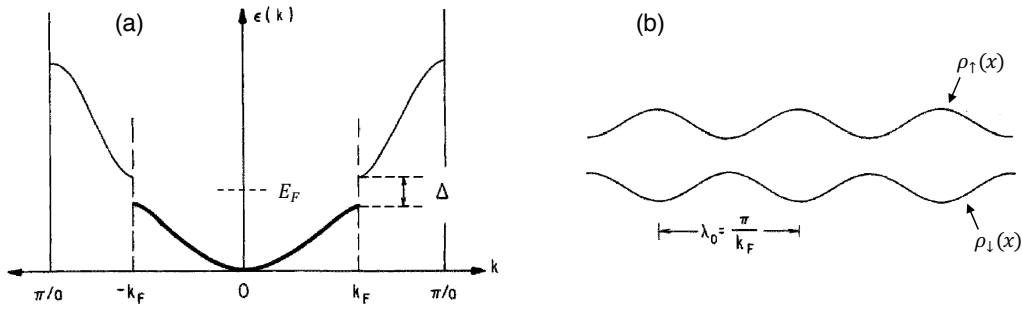 (a)
ϵ(k)
E_F
Δ
k
π/a
-k_F
0
k_F
π/a
(b)
ρ↑(x)
λ₀= π/k_F
ρ↓(x)